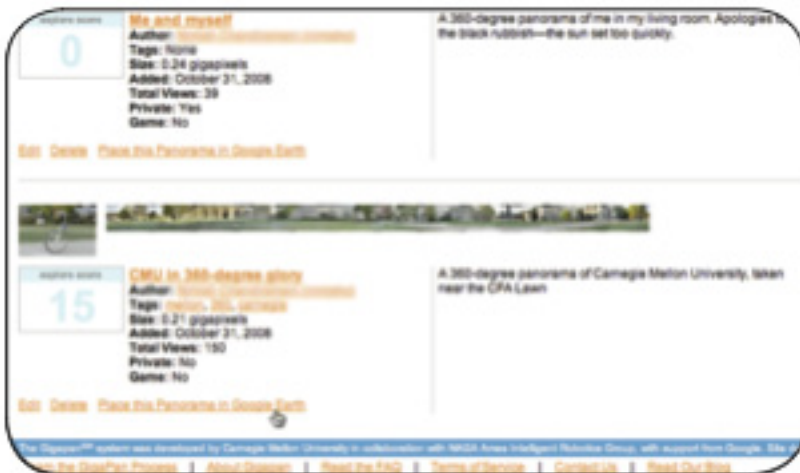 explore score
0
Me and myself
Author:
Tags: None
Size: 0.24 gigapixels
Added: October 31, 2008
Total Views: 39
Private: Yes
Game: No
A 360-degree panorama of me in my living room. Apologies
the black rubbish—the sun set too quickly.
Edit Delete Place this Panorama in Google Earth
explore score
15
CMU in 360-degree glory
Author:
Tags: mellon, 360, carnegie
Size: 0.21 gigapixels
Added: October 31, 2008
Total Views: 150
Private: No
Game: No
A 360-degree panorama of Carnegie Mellon University, taken
near the CFA Lawn
Edit Delete Place this Panorama in Google Earth
The Gigapan system was developed by Carnegie Mellon University in collaboration with NASA Ames Intelligent Robotics Group, with support from Google.
the GigaPan Process | About Gigapan | Read the FAQ | Terms of Service | Contact Us |